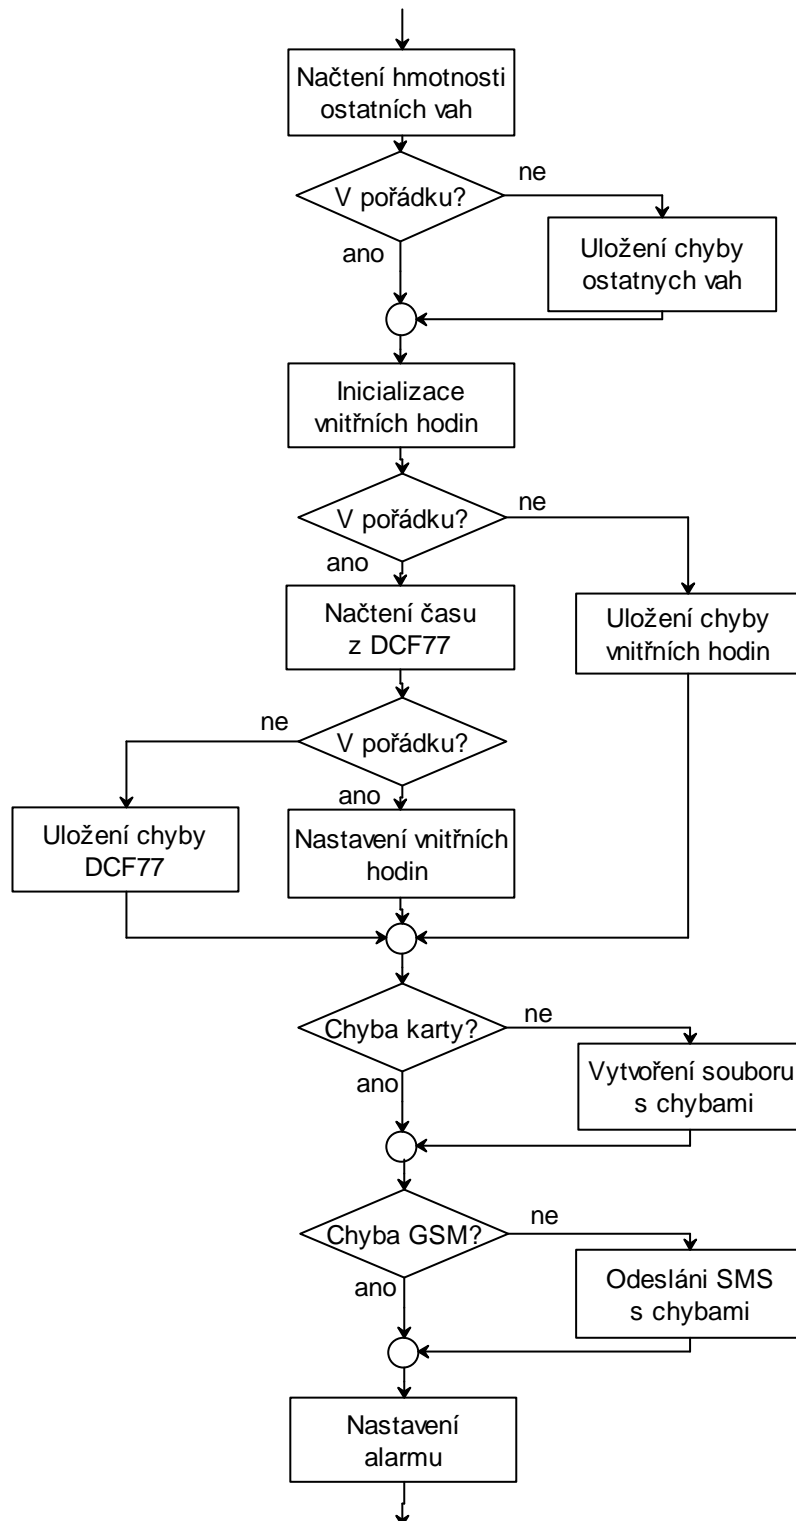 Načtení hmotnosti
ostatních vah
V pořádku?
ne
ano
Uložení chyby
ostatnych vah
Inicializace
vnitřních hodin
V pořádku?
ne
ano
Načtení času
z DCF77
Uložení chyby
vnitřních hodin
ne
V pořádku?
ano
Uložení chyby
DCF77
Nastavení vnitřních
hodin
Chyba karty?
ne
ano
Vytvoření souboru
s chybami
Chyba GSM?
ne
ano
Odesláni SMS
s chybami
Nastavení
alarmu